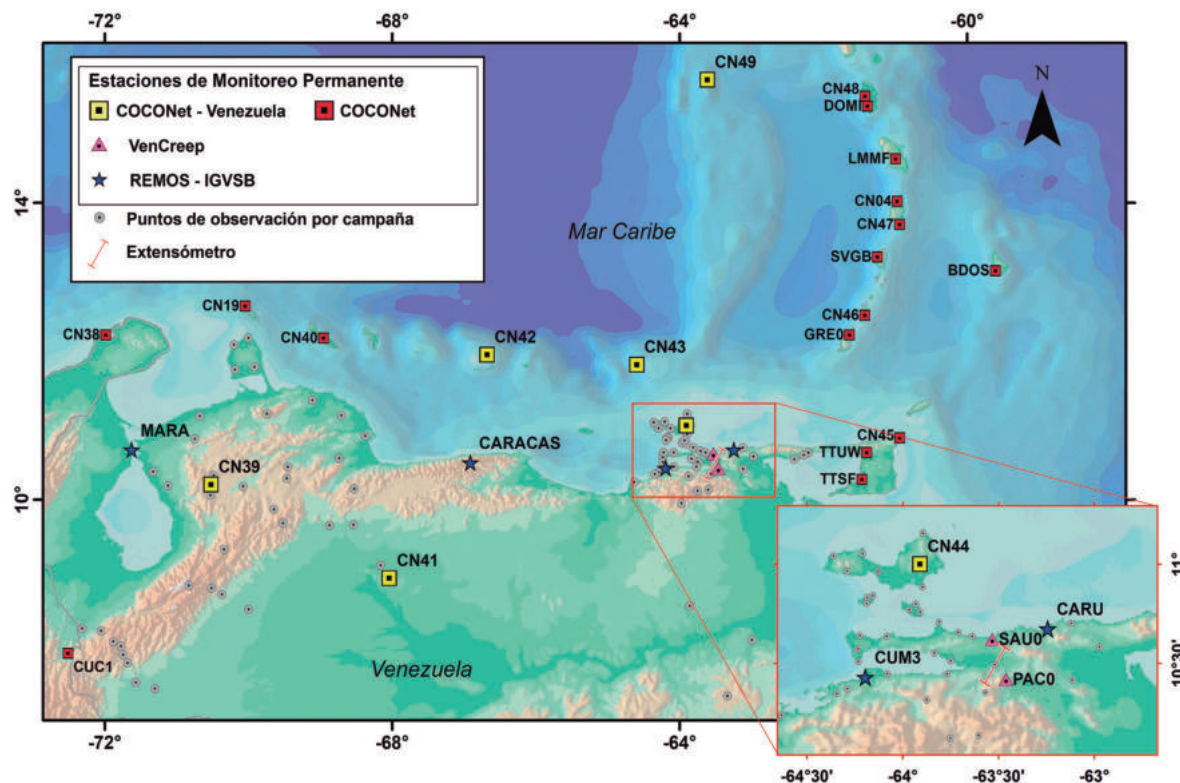 -72°
-68°
-64°
-60°
Estaciones de Monitoreo Permanente
COCONet - Venezuela
COCONet
VenCreep
REMOS - IGVSB
Puntos de observación por campaña
Extensómetro
N
CN49
CN48
DOMI
LMMF
14°
14°
CN04
CN47
Mar Caribe
SVGB
BDOS
CN19
CN46
CN38
CN40
GRE0
CN42
CN43
MARA
CARACAS
CN45
TTUW
CN39
TTSF
10°
10°
CN41
CN44
11°
CARU
SAU0
CUC1
Venezuela
CUM3
10°30'
PAC0
-72°
-68°
-64°
-64°30'
-64°
-63°30'
-63°